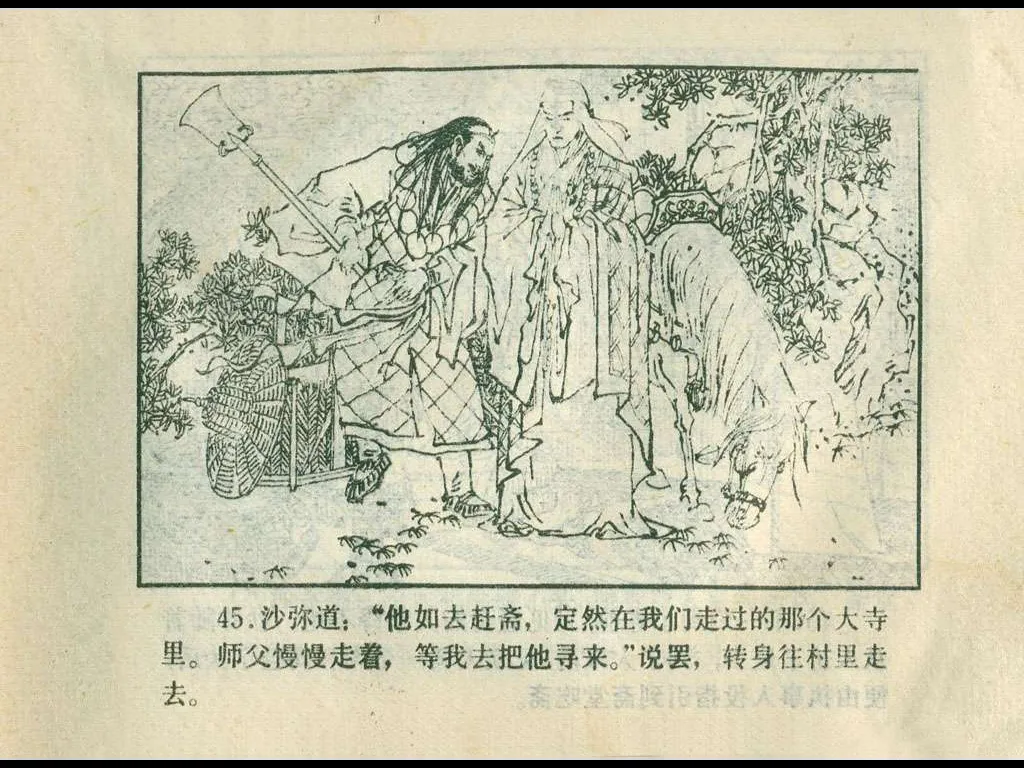 45.沙弥道：“他如去赶斋，定然在我们走过的那个大寺
里。师父慢慢走着，等我去把他寻来。”说罢，转身往村里走
去。